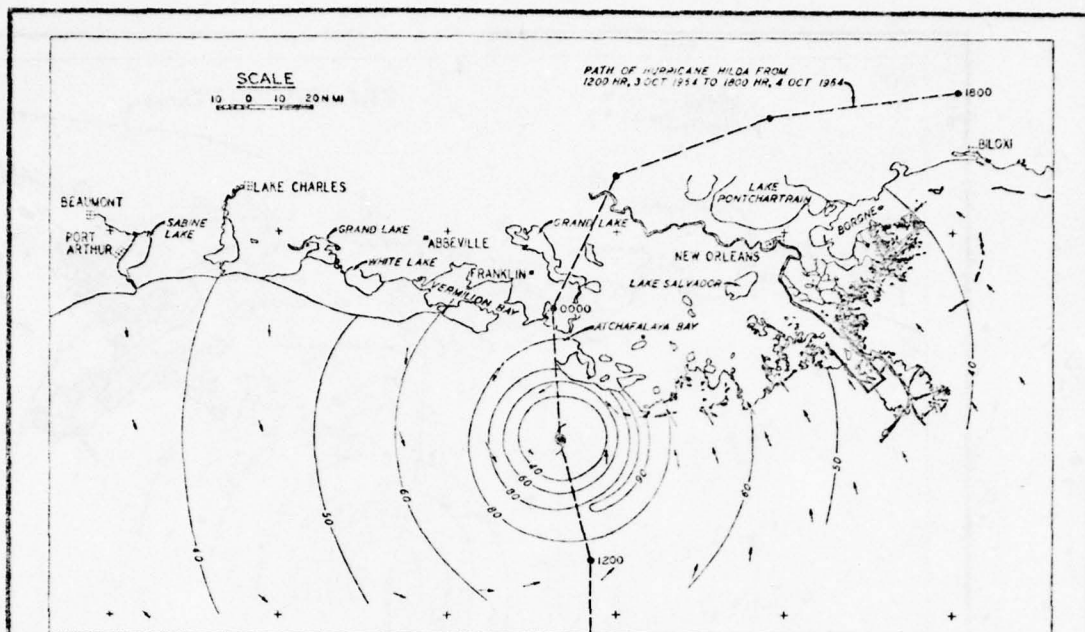 SCALE
10 0 10 20 N MI
PATH OF HURRICANE HILDA FROM
1200 HR, 3 OCT 1964 TO 1800 HR, 4 OCT 1964
1800
BILOXI
LAKE CHARLES
LAKE
PONTCHARTRAIN
BEAUMONT
SABINE
LAKE
PORT
ARTHUR
GRAND LAKE
ABBEVILLE
GRAND LAKE
BORGNE
WHITE LAKE
FRANKLIN
NEW ORLEANS
VERMILION BAY
LAKE SALVADOR
0000
ATCHAFALAYA BAY
40
50
60
80
60
40
90
60
50
40
1200